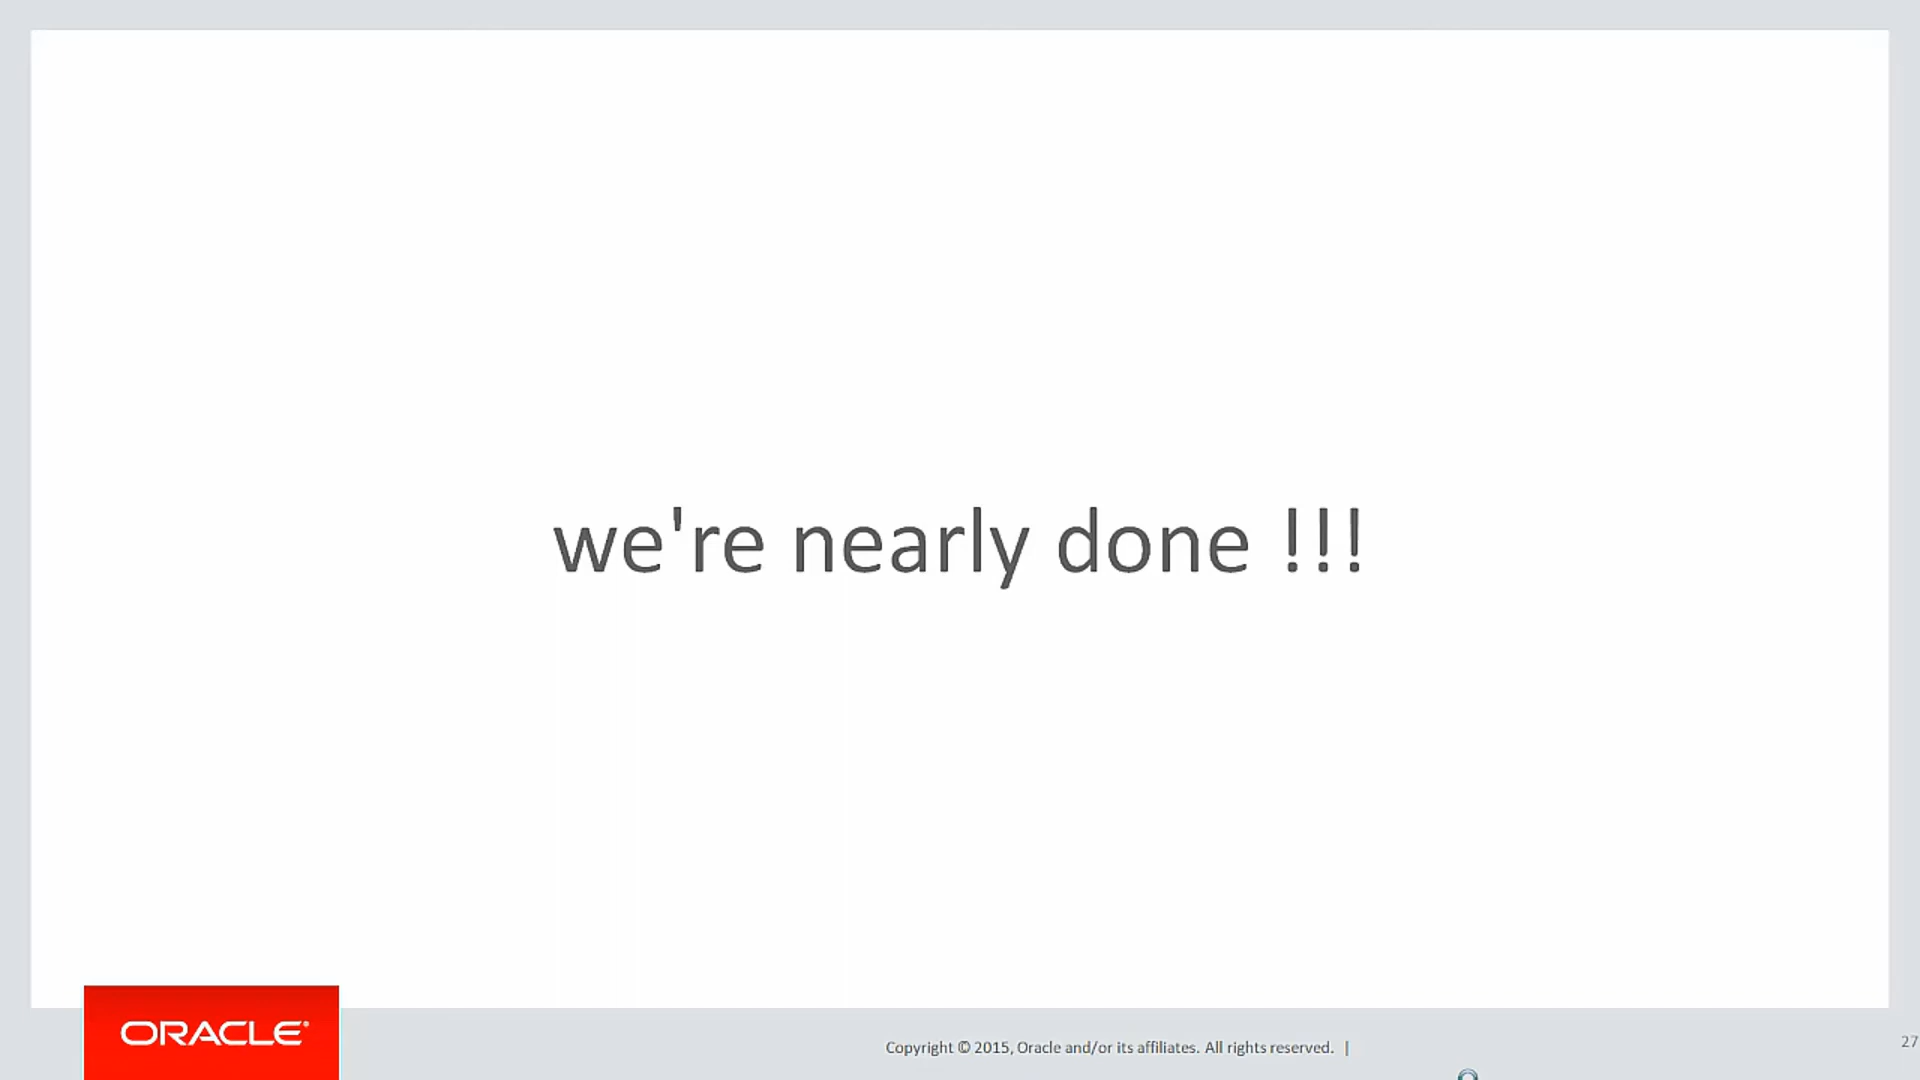 we're nearly done !!!
ORACLE®
Copyright © 2015, Oracle and/or its affiliates. All rights reserved. |
27